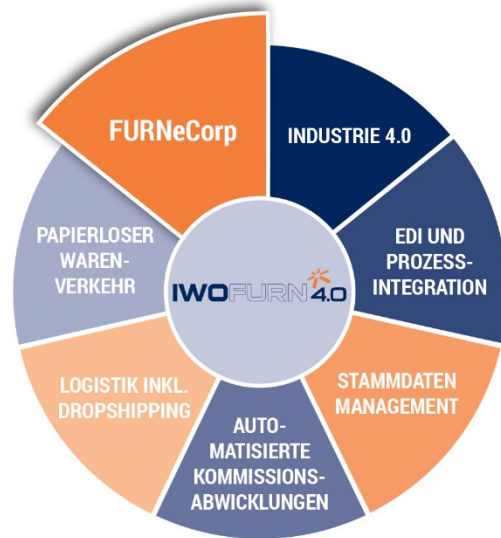 FURNeCorp
INDUSTRIE 4.0
EDI UND
PROZESS-
INTEGRATION
STAMMDATEN
MANAGEMENT
AUTO-
MATISIERTE
KOMMISSIONS-
ABWICKLUNGEN
LOGISTIK INKL.
DROPSHIPPING
PAPIERLOSER
WAREN-
VERKEHR
IWOFURN 4.0